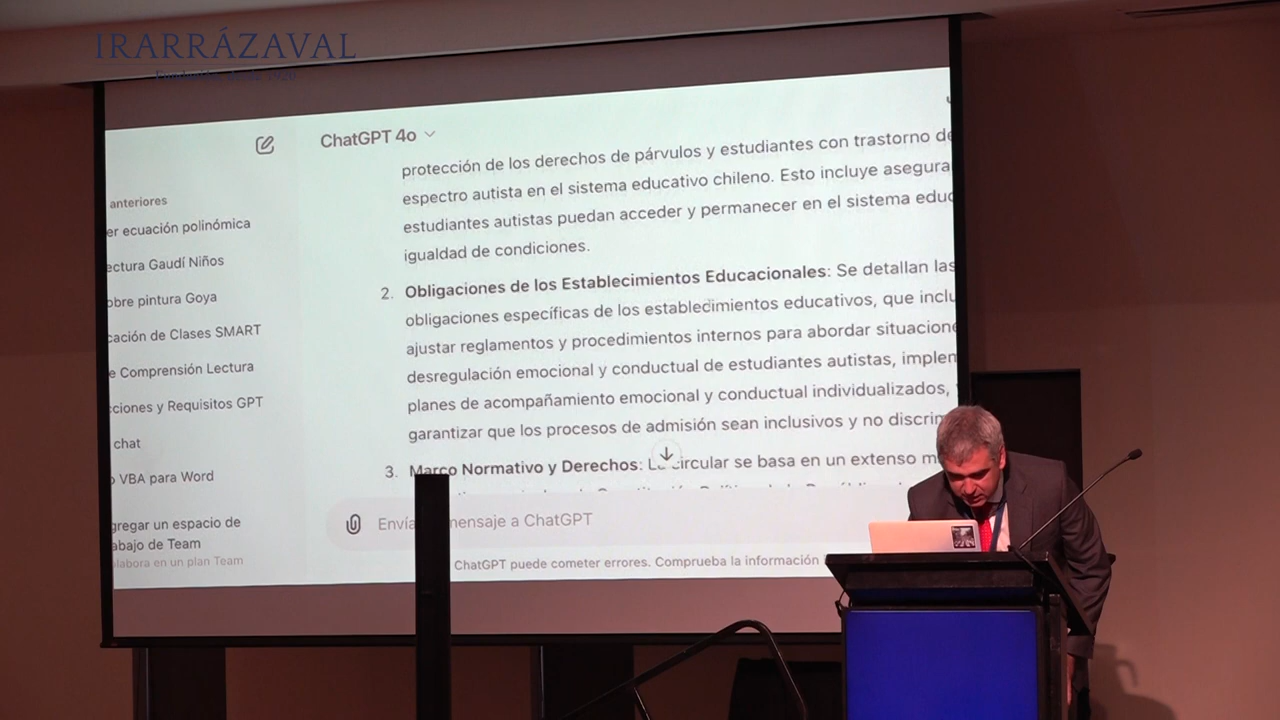 IRARRÁZAVAL
ChatGPT 4o
anteriores
er ecuación polinómica
ectura Gaudí Niños
obre pintura Goya
cación de Clases SMART
e Comprensión Lectura
ciones y Requisitos GPT
chat
VBA para Word
gregar un espacio de
abajo de Team
labora en un plan Team
protección de los derechos de párvulos y estudiantes con trastorno de
espectro autista en el sistema educativo chileno. Esto incluye asegura
estudiantes autistas puedan acceder y permanecer en el sistema educ
igualdad de condiciones.
2. Obligaciones de los Establecimientos Educacionales: Se detallan las
obligaciones específicas de los establecimientos educativos, que inclu
ajustar reglamentos y procedimientos internos para abordar situacione
desregulación emocional y conductual de estudiantes autistas, implem
planes de acompañamiento emocional y conductual individualizados,
garantizar que los procesos de admisión sean inclusivos y no discrim
3. Marco Normativo y Derechos: La circular se basa en un extenso m
Envía mensaje a ChatGPT
ChatGPT puede cometer errores. Comprueba la información